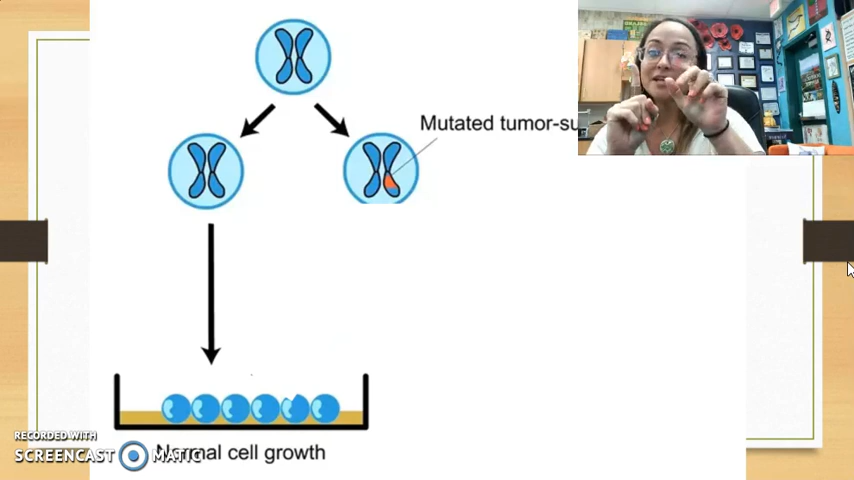 Mutated tumor-su
Normal cell growth
RECORDED WITH
SCREENCAST MATIC